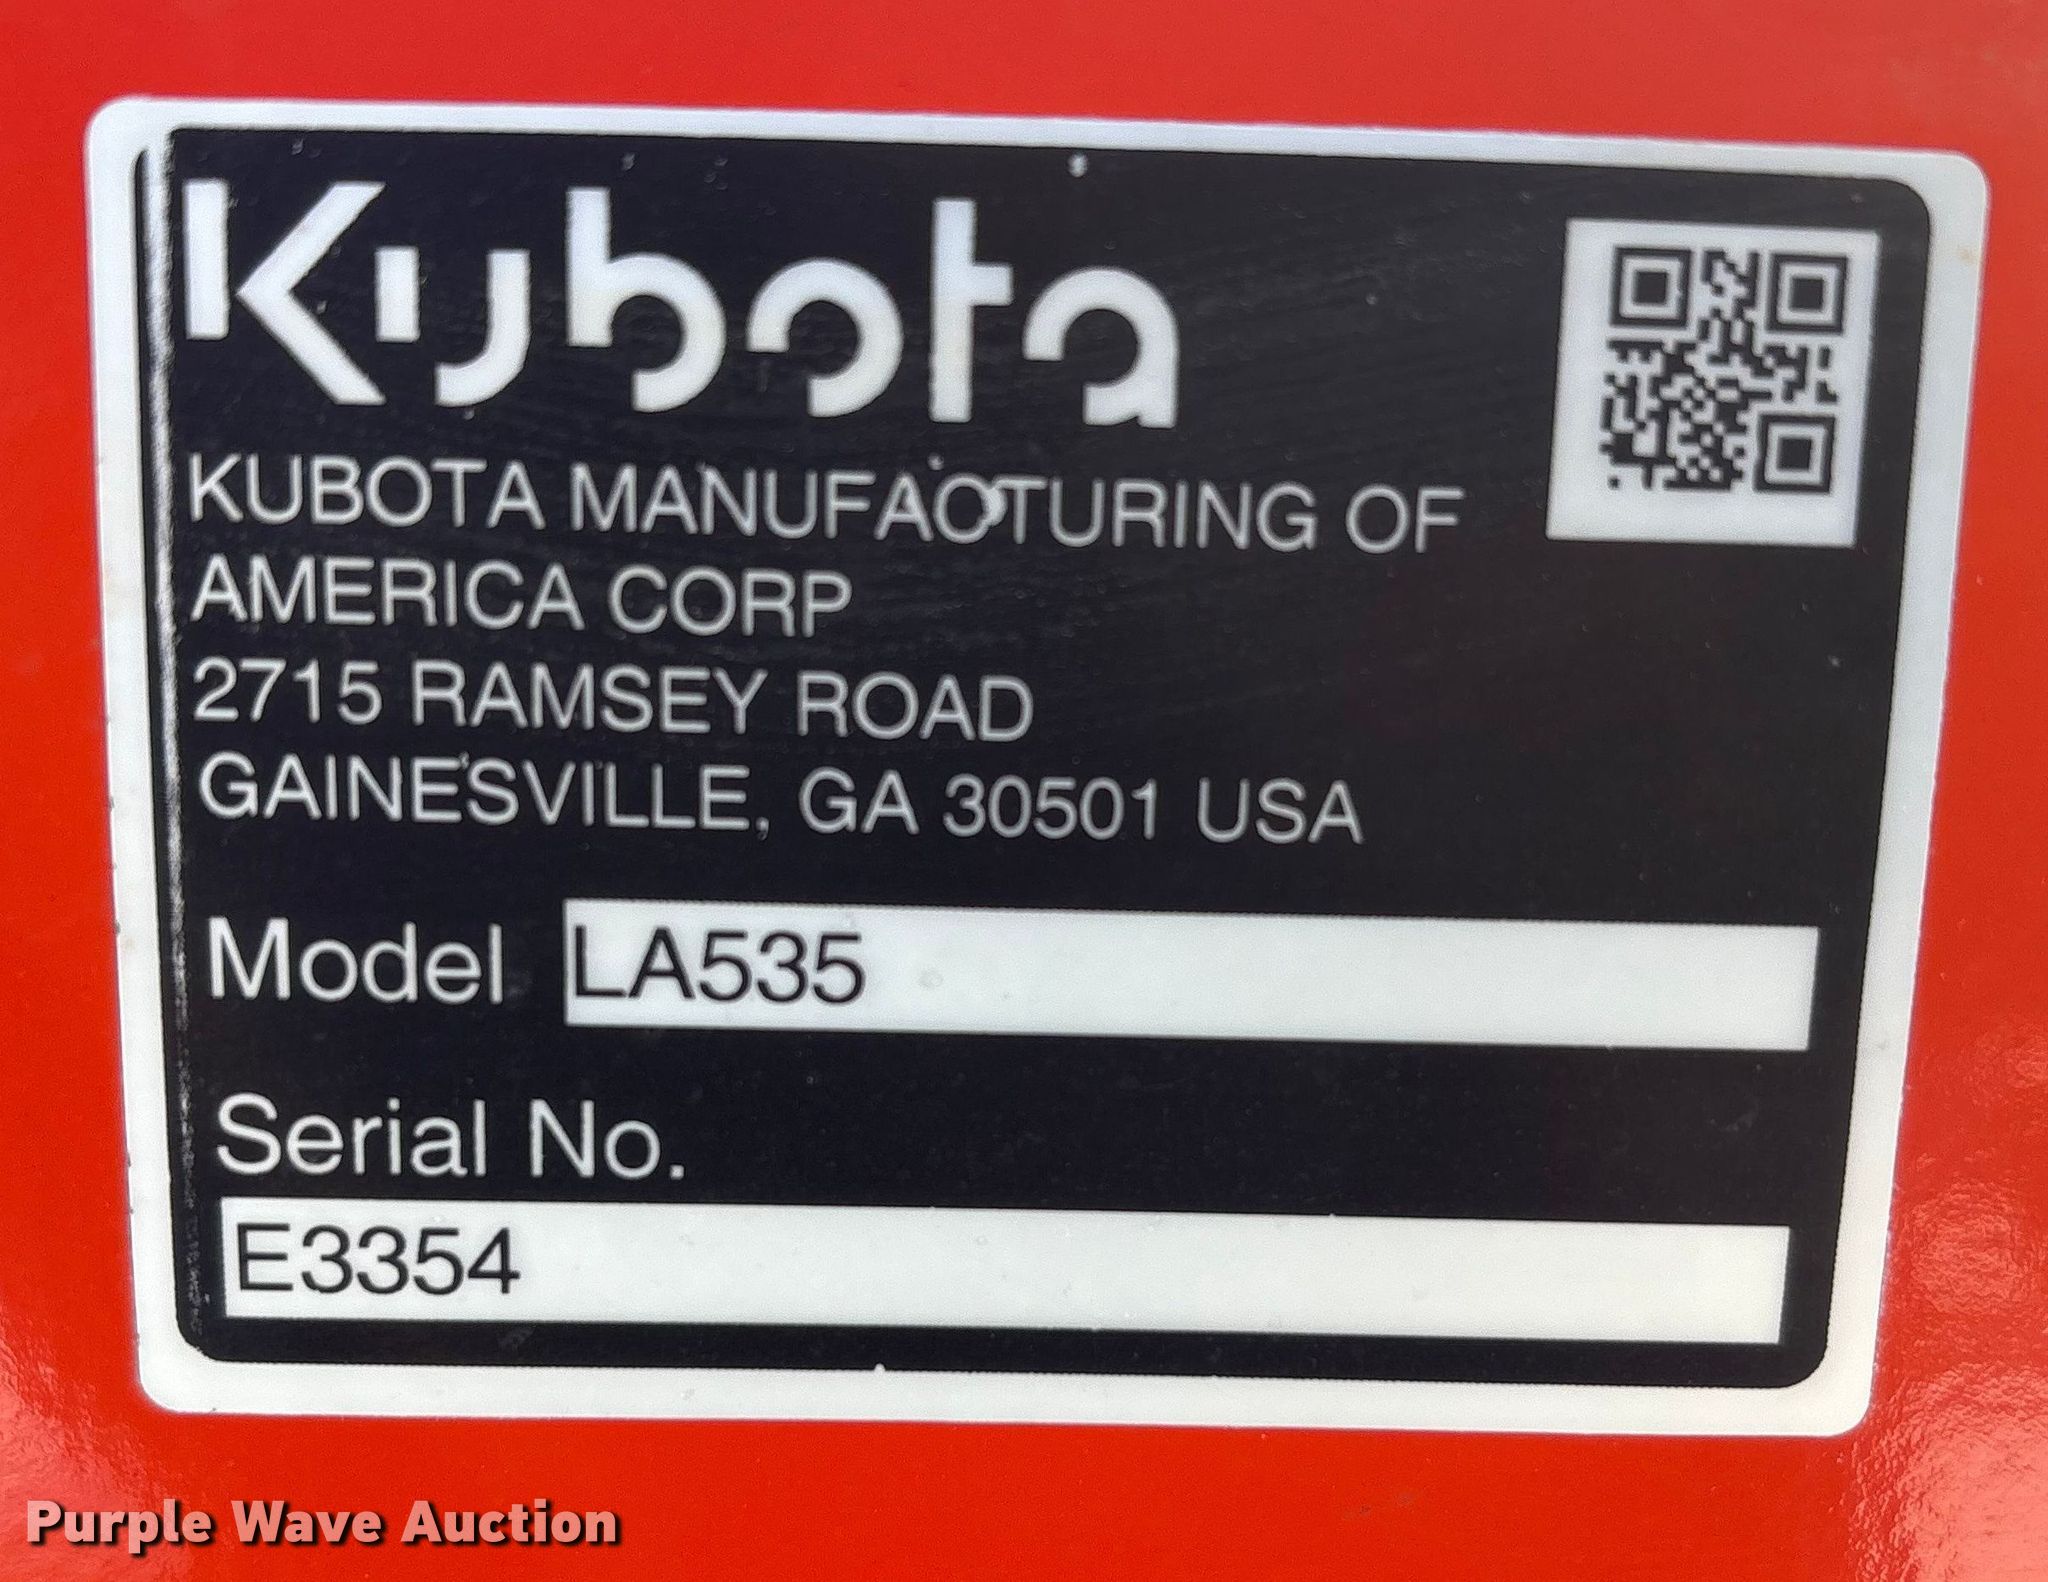 Kubota
KUBOTA MANUFACTURING OF
AMERICA CORP
2715 RAMSEY ROAD
GAINESVILLE, GA 30501 USA
Model LA535
Serial No.
E3354
Purple Wave Auction